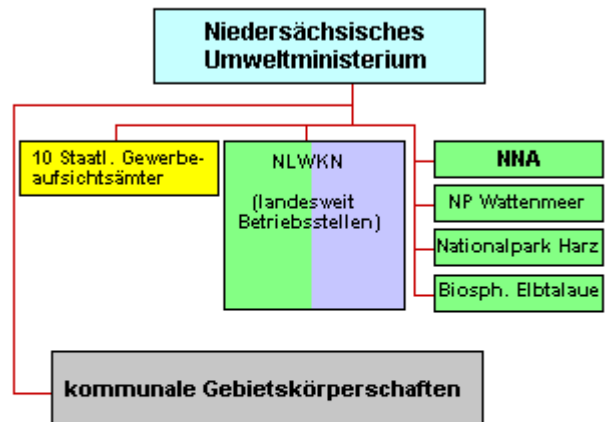 Niedersächsisches
Umweltministerium
10 Staatl. Gewerbe-
aufsichtsämter
NLWKN
(landesweit
Betriebsstellen)
NNA
NP Wattenmeer
Nationalpark Harz
Biosph. Elbtalaue
kommunale Gebietskörperschaften